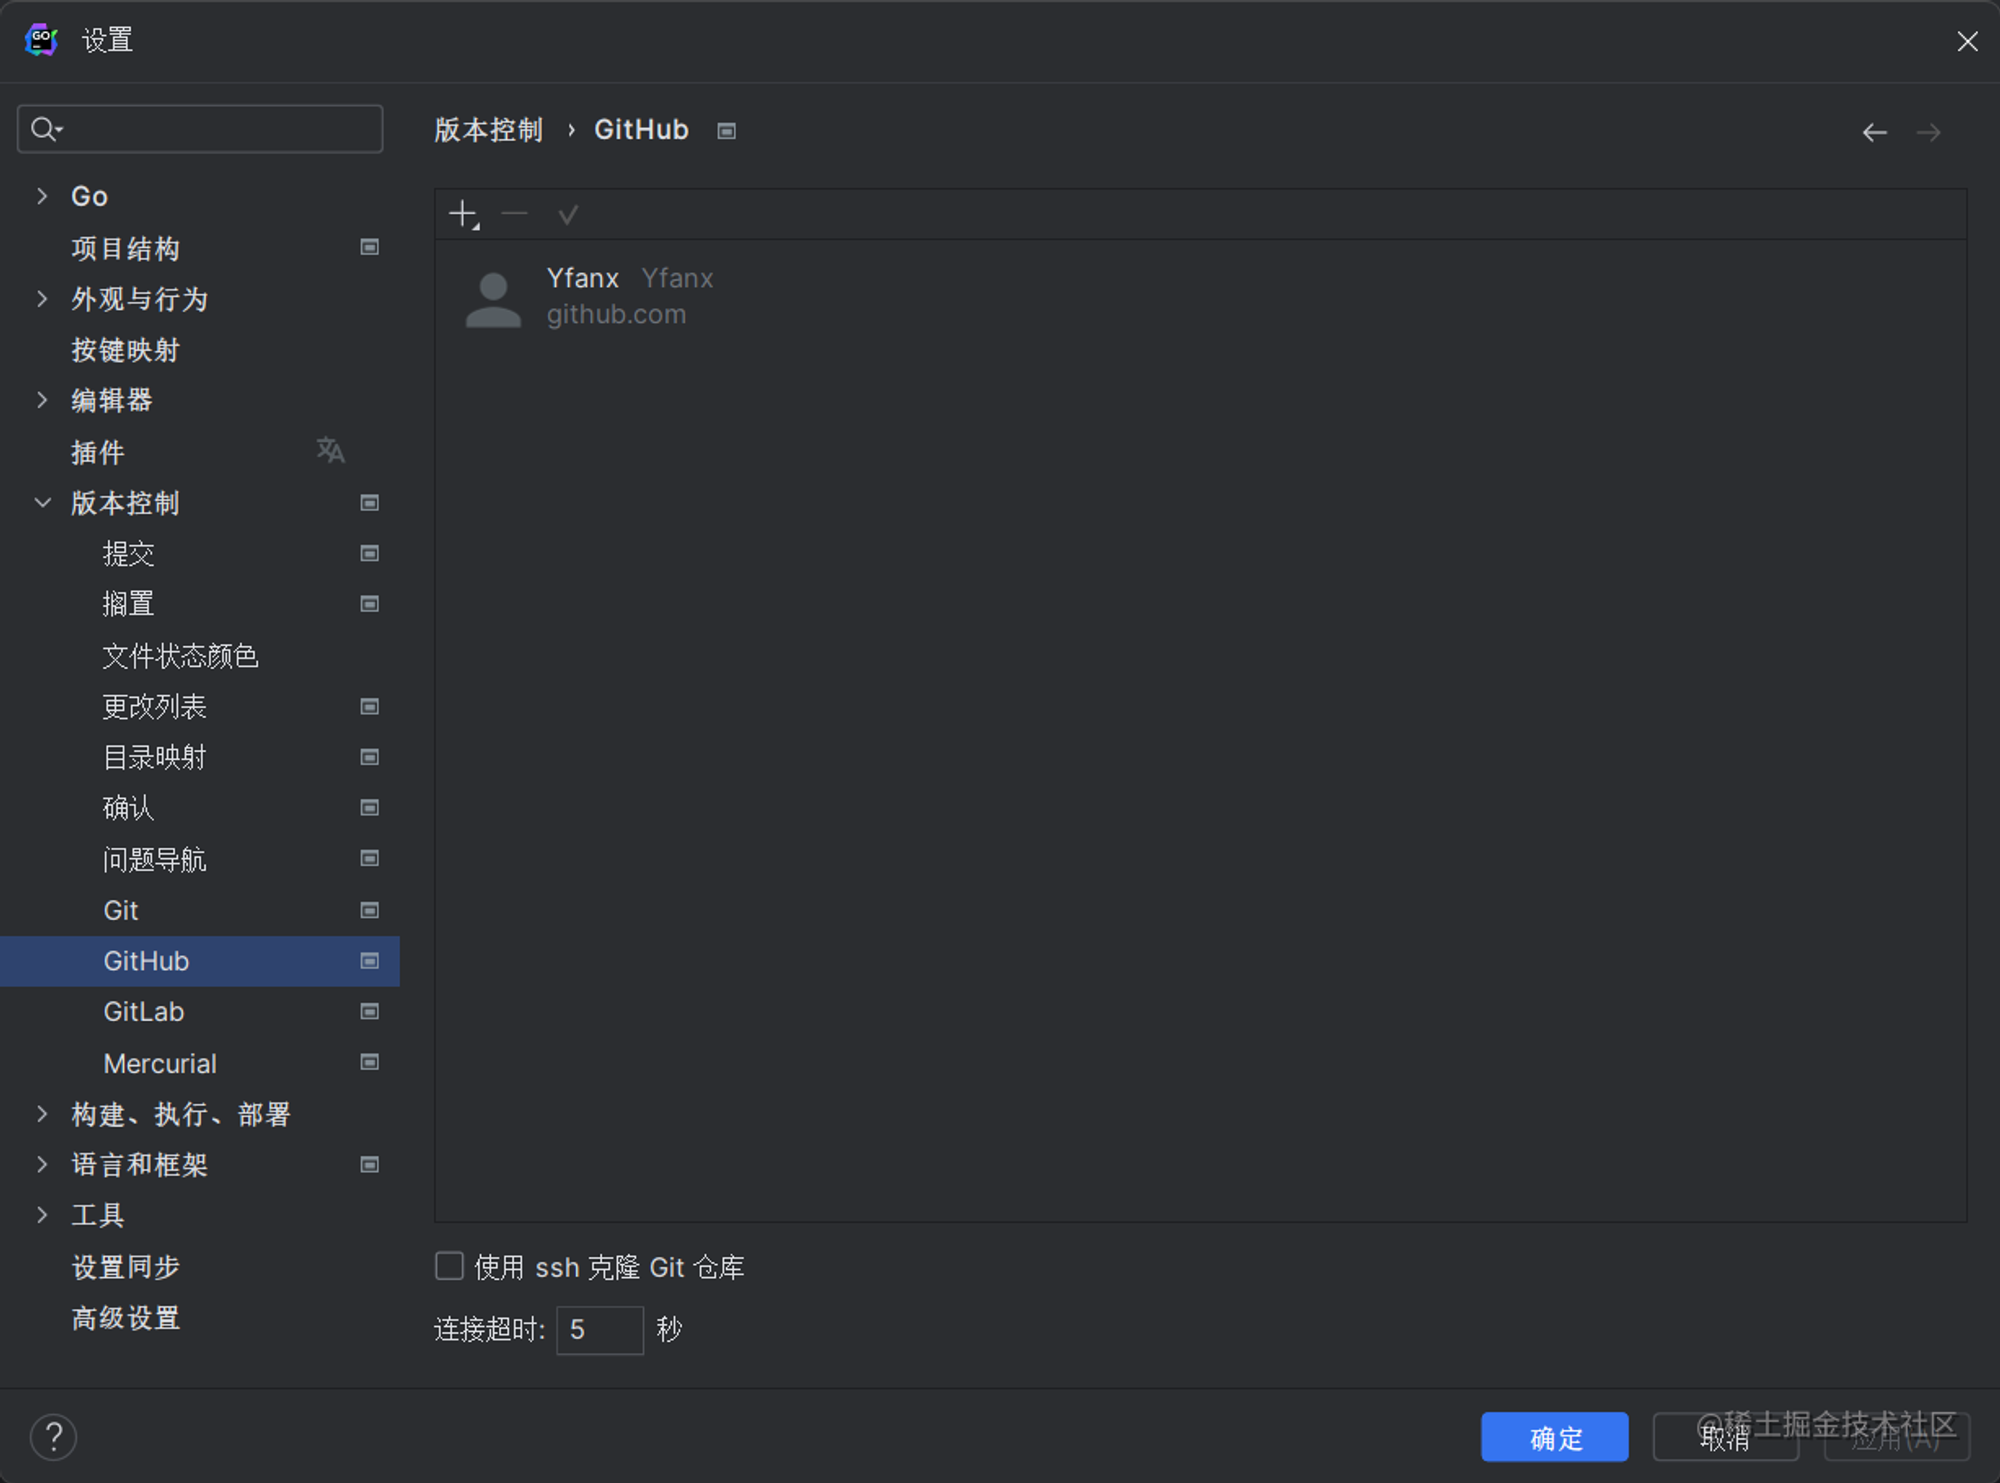 GO
设置
Go
项目结构
外观与行为
按键映射
编辑器
插件
版本控制
提交
搁置
文件状态颜色
更改列表
目录映射
确认
问题导航
Git
GitHub
GitLab
Mercurial
构建、执行、部署
语言和框架
工具
设置同步
高级设置
版本控制 › GitHub
Yfanx Yfanx
github.com
使用 ssh 克隆 Git 仓库
连接超时: 5 秒
?
确定
取消
应用(A)
@稀土掘金技术社区